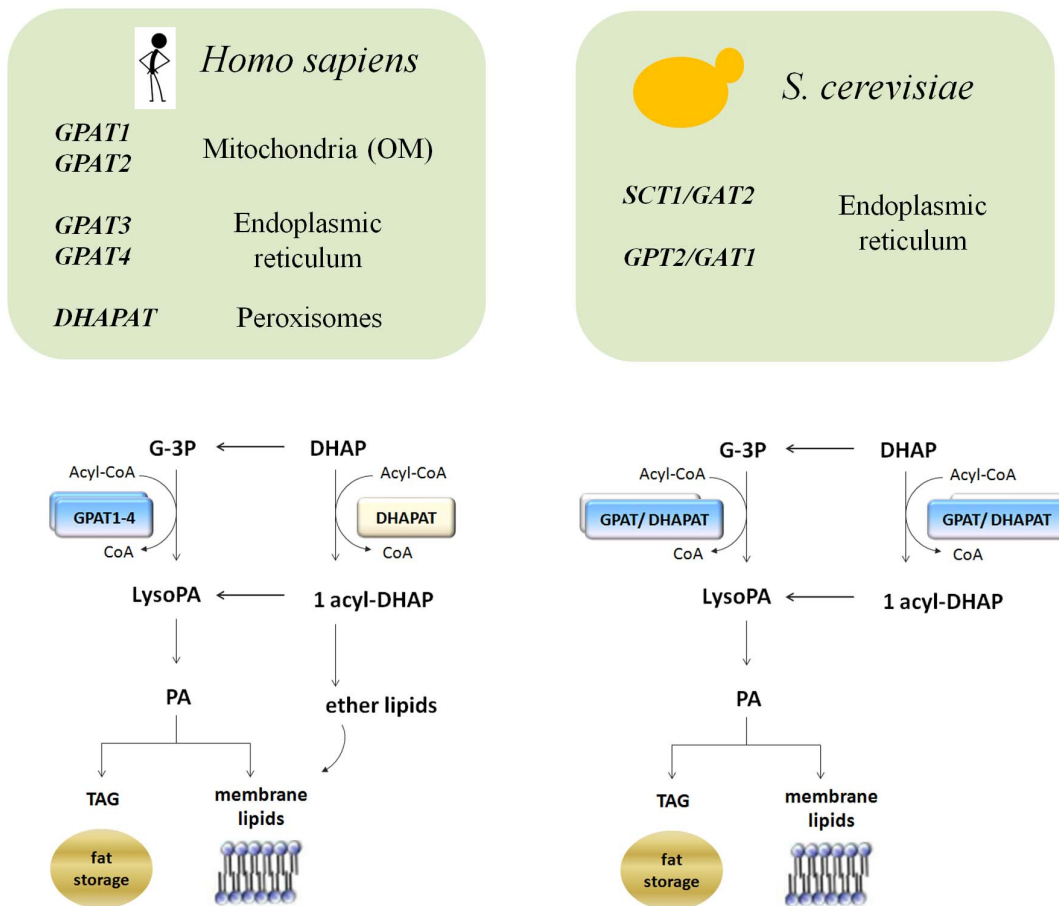 Homo sapiens
GPAT1
GPAT2
Mitochondria (OM)
GPAT3
GPAT4
Endoplasmic
reticulum
DHAPAT
Peroxisomes
S. cerevisiae
SCT1/GAT2
GPT2/GAT1
Endoplasmic
reticulum
G-3P
DHAP
Acyl-CoA
Acyl-CoA
GPAT1-4
DHAPAT
CoA
CoA
LysoPA
1 acyl-DHAP
PA
ether lipids
TAG
membrane
lipids
fat
storage
G-3P
DHAP
Acyl-CoA
Acyl-CoA
GPAT/ DHAPAT
GPAT/ DHAPAT
CoA
CoA
LysoPA
1 acyl-DHAP
PA
TAG
membrane
lipids
fat
storage